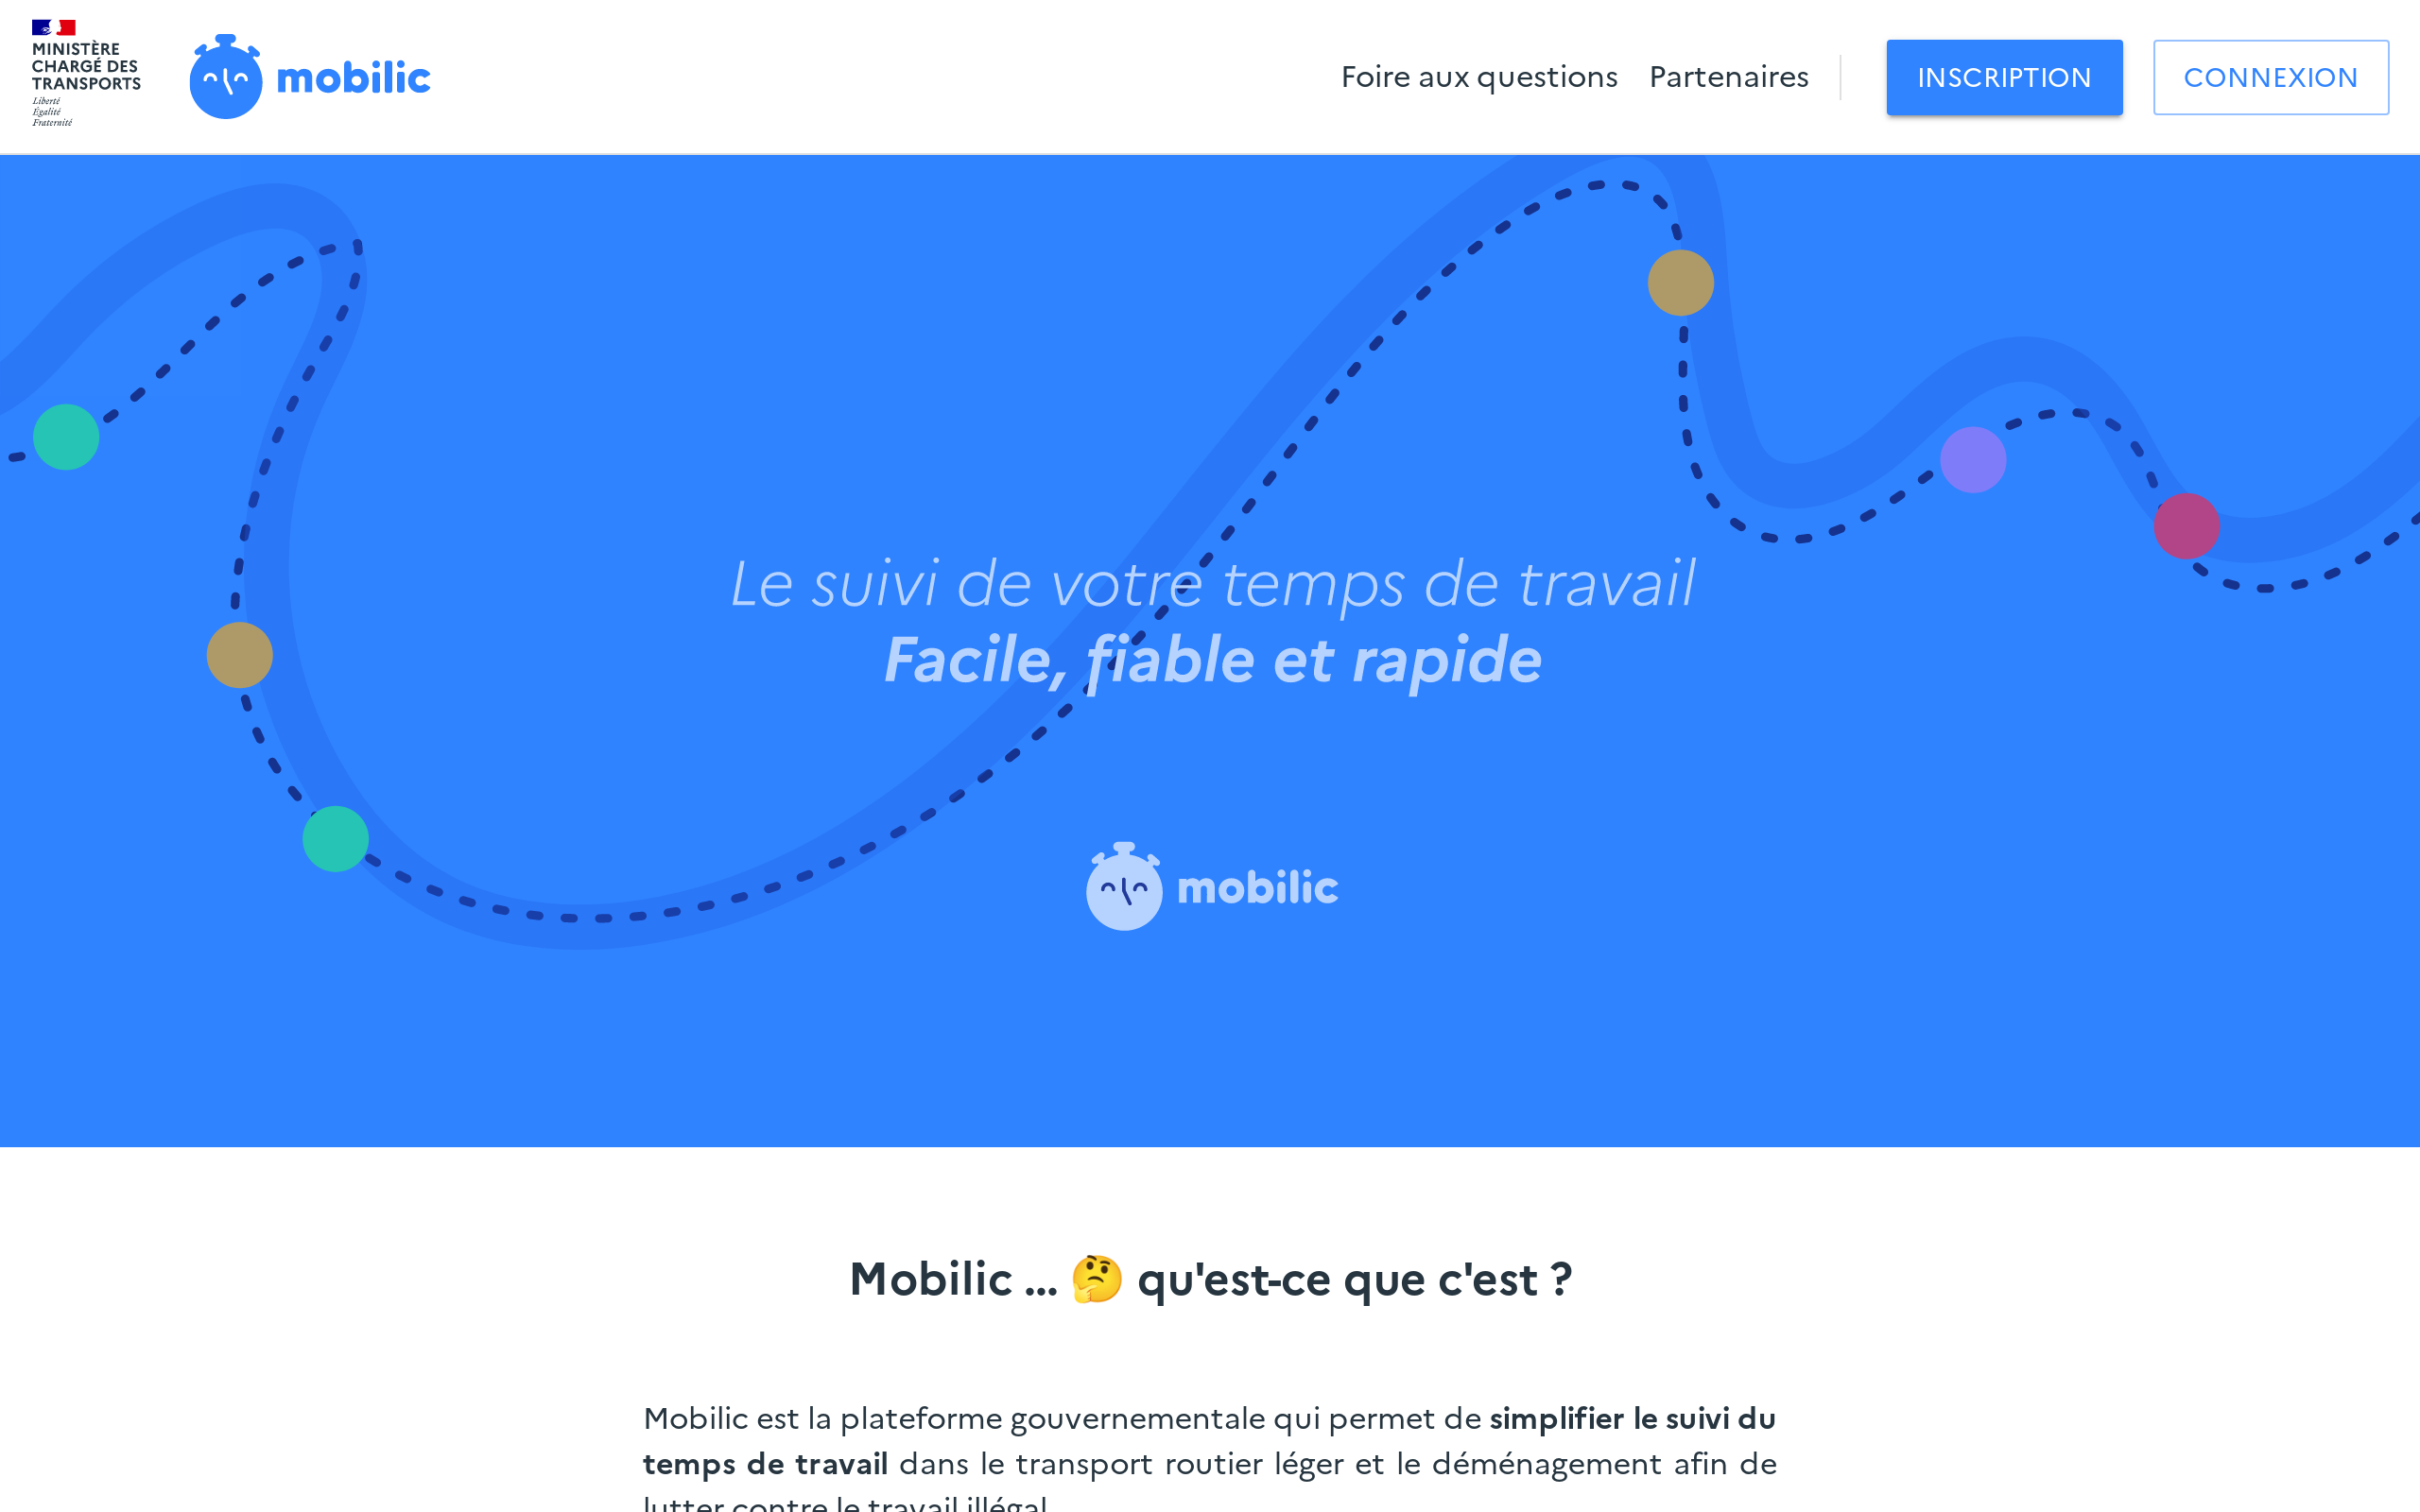 MINISTÈRE
CHARGÉ DES
TRANSPORTS
Liberté
Égalité
Fraternité
mobilic
Foire aux questions
Partenaires
INSCRIPTION
CONNEXION
Le suivi de votre temps de travail
Facile, fiable et rapide
mobilic
Mobilic ... 🤔 qu'est-ce que c'est ?
Mobilic est la plateforme gouvernementale qui permet de simplifier le suivi du
temps de travail dans le transport routier léger et le déménagement afin de
lutter contre le travail illégal